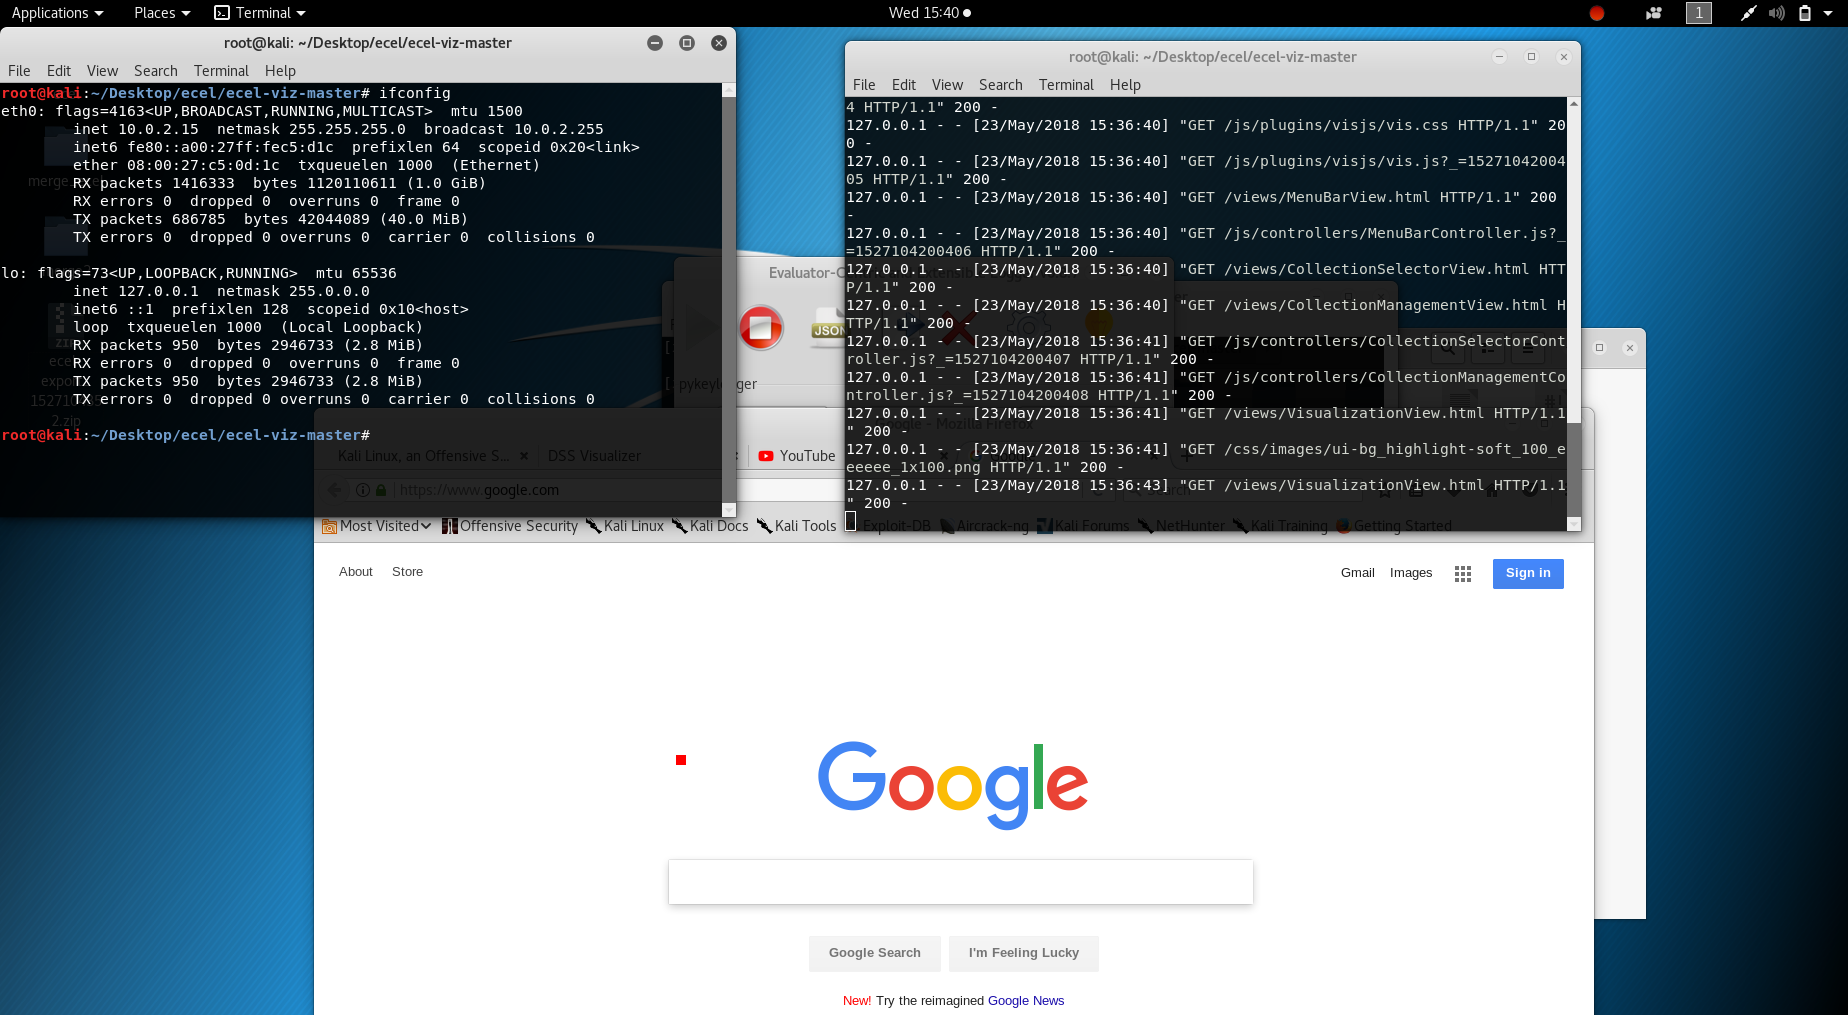 Applications Places Terminal Wed 15:40 1
root@kali: ~/Desktop/ecel/ecel-viz-master
File Edit View Search Terminal Help
root@kali:~/Desktop/ecel/ecel-viz-master# ifconfig
eth0: flags=4163<UP,BROADCAST,RUNNING,MULTICAST>  mtu 1500
        inet 10.0.2.15  netmask 255.255.255.0  broadcast 10.0.2.255
        inet6 fe80::a00:27ff:fec5:d1c  prefixlen 64  scopeid 0x20<link>
        ether 08:00:27:c5:0d:1c  txqueuelen 1000  (Ethernet)
        RX packets 1416333  bytes 1120110611 (1.0 GiB)
        RX errors 0  dropped 0  overruns 0  frame 0
        TX packets 686785  bytes 42044089 (40.0 MiB)
        TX errors 0  dropped 0 overruns 0  carrier 0  collisions 0
lo: flags=73<UP,LOOPBACK,RUNNING>  mtu 65536
        inet 127.0.0.1  netmask 255.0.0.0
        inet6 ::1  prefixlen 128  scopeid 0x10<host>
        loop  txqueuelen 1000  (Local Loopback)
        RX packets 950  bytes 2946733 (2.8 MiB)
        RX errors 0  dropped 0  overruns 0  frame 0
        TX packets 950  bytes 2946733 (2.8 MiB)
        TX errors 0  dropped 0 overruns 0  carrier 0  collisions 0
root@kali:~/Desktop/ecel/ecel-viz-master#
2.zip
root@kali: ~/Desktop/ecel/ecel-viz-master
File Edit View Search Terminal Help
4 HTTP/1.1" 200 -
127.0.0.1 - - [23/May/2018 15:36:40] "GET /js/plugins/visjs/vis.css HTTP/1.1" 20
0 -
127.0.0.1 - - [23/May/2018 15:36:40] "GET /js/plugins/visjs/vis.js?_=15271042004
05 HTTP/1.1" 200 -
127.0.0.1 - - [23/May/2018 15:36:40] "GET /views/MenuBarView.html HTTP/1.1" 200
-
127.0.0.1 - - [23/May/2018 15:36:40] "GET /js/controllers/MenuBarController.js?_
=1527104200406 HTTP/1.1" 200 -
127.0.0.1 - - [23/May/2018 15:36:40] "GET /views/CollectionSelectorView.html HTT
P/1.1" 200 -
127.0.0.1 - - [23/May/2018 15:36:40] "GET /views/CollectionManagementView.html H
TTP/1.1" 200 -
127.0.0.1 - - [23/May/2018 15:36:41] "GET /js/controllers/CollectionSelectorCont
roller.js?_=1527104200407 HTTP/1.1" 200 -
127.0.0.1 - - [23/May/2018 15:36:41] "GET /js/controllers/CollectionManagementCo
ntroller.js?_=1527104200408 HTTP/1.1" 200 -
127.0.0.1 - - [23/May/2018 15:36:41] "GET /views/VisualizationView.html HTTP/1.1
" 200 -
127.0.0.1 - - [23/May/2018 15:36:41] "GET /css/images/ui-bg_highlight-soft_100_e
eeeee_1x100.png HTTP/1.1" 200 -
127.0.0.1 - - [23/May/2018 15:36:43] "GET /views/VisualizationView.html HTTP/1.1
" 200 -
JSON
pykeylogger
Kali Linux, an Offensive S... DSS Visualizer YouTube
https://www.google.com Search
Most Visited Offensive Security Kali Linux Kali Docs Kali Tools Exploit-DB Aircrack-ng Kali Forums NetHunter Kali Training Getting Started
About Store Gmail Images Sign in
Google
Google Search I'm Feeling Lucky
New! Try the reimagined Google News